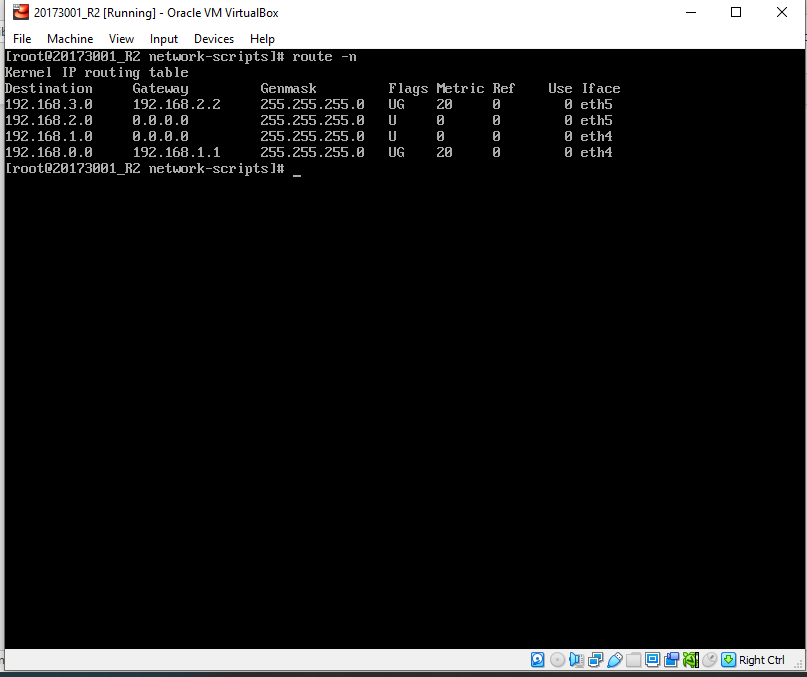 20173001_R2 [Running] - Oracle VM VirtualBox
File Machine View Input Devices Help
[root@20173001_R2 network-scripts]# route -n
Kernel IP routing table
Destination     Gateway         Genmask         Flags Metric Ref    Use Iface
192.168.3.0     192.168.2.2     255.255.255.0   UG    20     0        0 eth5
192.168.2.0     0.0.0.0         255.255.255.0   U     0      0        0 eth5
192.168.1.0     0.0.0.0         255.255.255.0   U     0      0        0 eth4
192.168.0.0     192.168.1.1     255.255.255.0   UG    20     0        0 eth4
[root@20173001_R2 network-scripts]# _
Right Ctrl